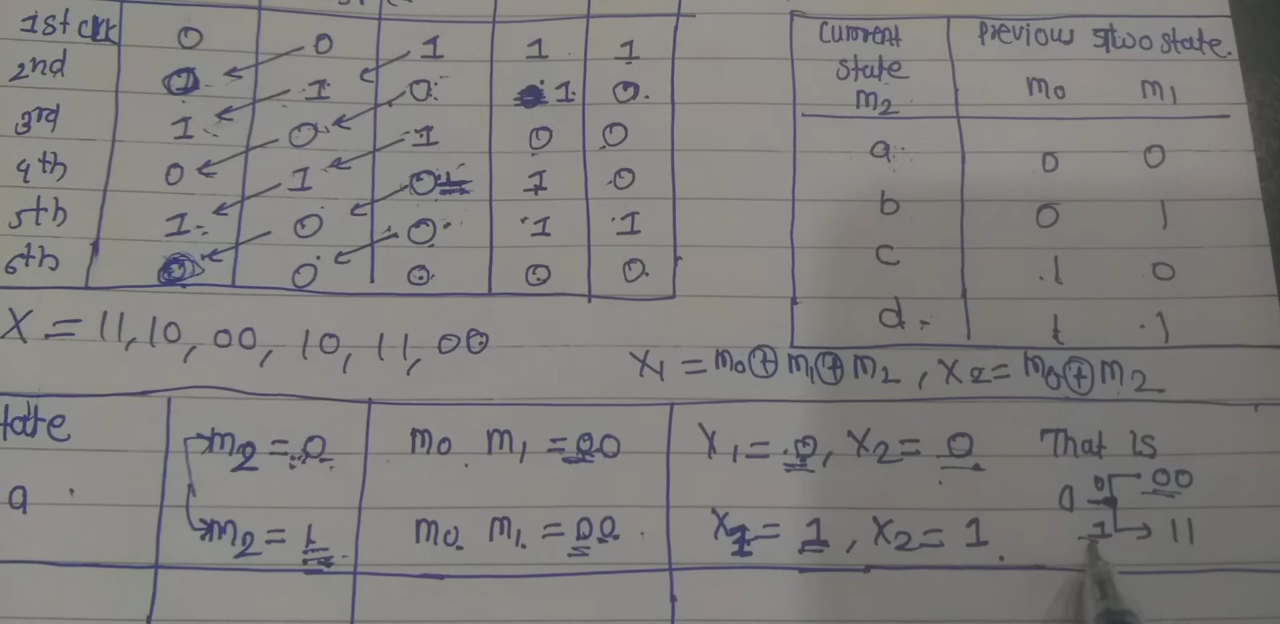 1st clk 0 0 1 1 1
2nd 0 1 0 1 0
3rd 1 0 1 0 0
4th 0 1 0 1 0
5th 1 0 0 1 1
6th 0 0 0 0 0
Current state m2 Previous two state. m0 m1
a 0 0
b 0 1
c 1 0
d 1 1
X = 11, 10, 00, 10, 11, 00
X1 = m0⊕m1⊕m2, X2 = m0⊕m2
tate m2 = 0 m0 m1 = 00 X1 = 0, X2 = 0 That is
a 0 00
m2 = 1 m0 m1 = 00 X1 = 1, X2 = 1. 1 11